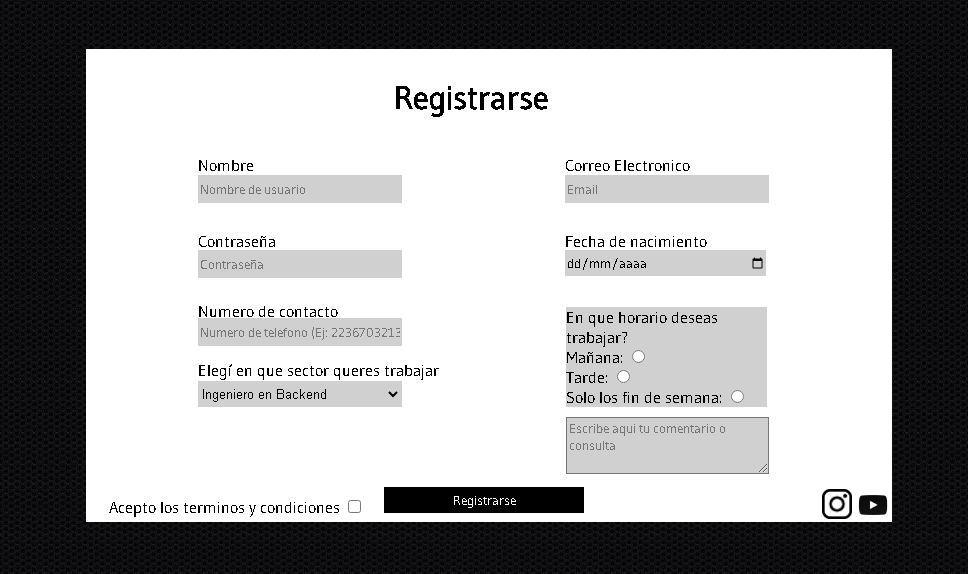 Registrarse
Nombre
Nombre de usuario
Correo Electronico
Email
Contraseña
Contraseña
Fecha de nacimiento
dd/mm/aaaa
Numero de contacto
Numero de telefono (Ej: 2236703213
Elegí en que sector queres trabajar
Ingeniero en Backend
En que horario deseas
trabajar?
Mañana:
Tarde:
Solo los fin de semana:
Escribe aqui tu comentario o
consulta
Acepto los terminos y condiciones
Registrarse